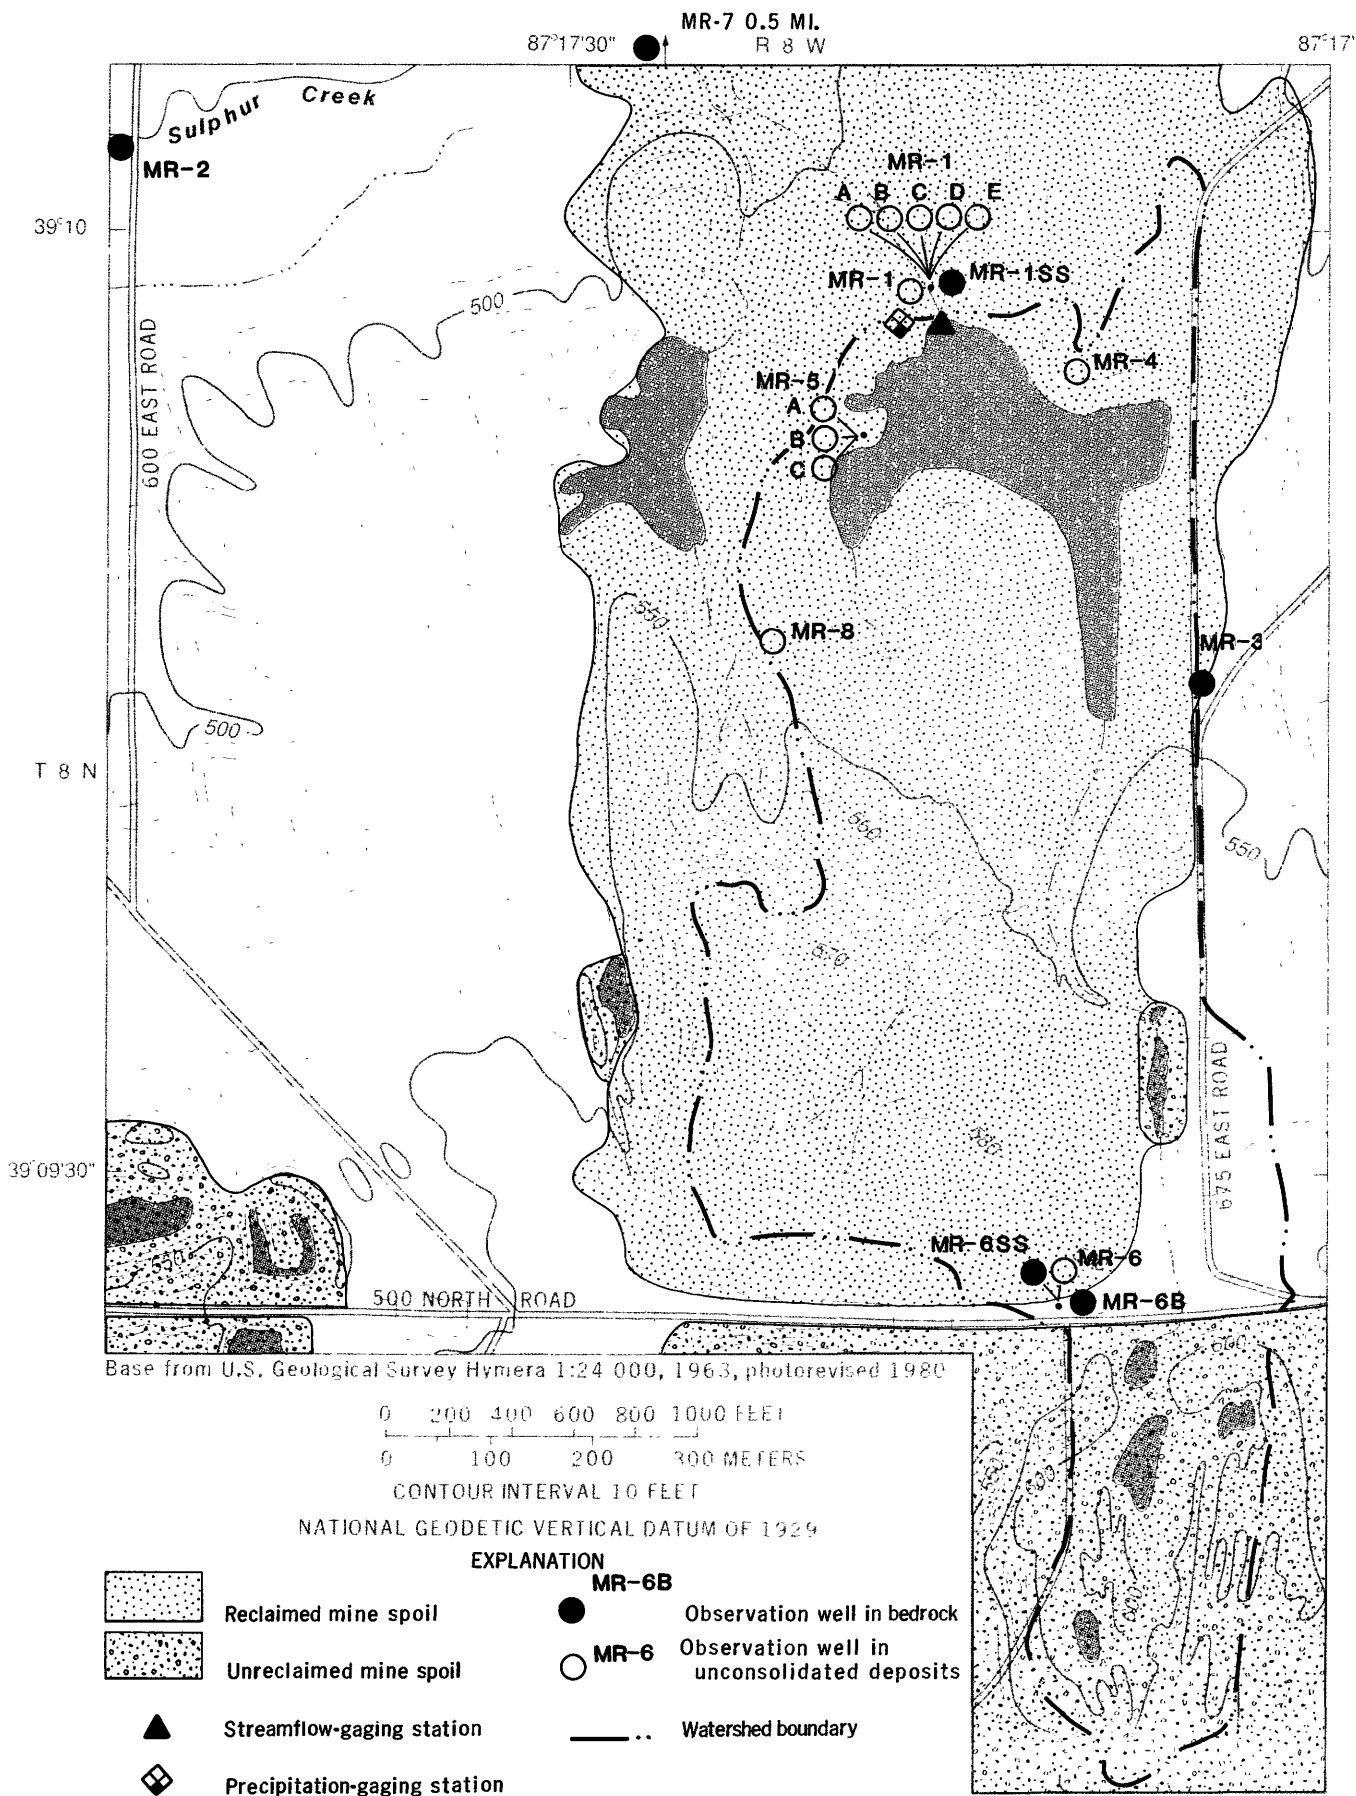 MR-7 0.5 MI.
87°17'30" R 8 W 87°17'
Sulphur Creek
MR-2
MR-1
A B C D E
39°10
MR-1 MR-1SS
500
600 EAST ROAD
MR-4
MR-5
A
B
C
550
MR-8
MR-3
500
T 8 N
560
550
570
675 EAST ROAD
580
39°09'30"
550
MR-6SS MR-6
500 NORTH ROAD
MR-6B
600
Base from U.S. Geological Survey Hymera 1:24 000, 1963, photorevised 1980
0 200 400 600 800 1000 FEET
0 100 200 300 METERS
600
CONTOUR INTERVAL 10 FEET
NATIONAL GEODETIC VERTICAL DATUM OF 1929
EXPLANATION
MR-6B
Reclaimed mine spoil
Observation well in bedrock
600
Unreclaimed mine spoil
MR-6 Observation well in
unconsolidated deposits
Streamflow-gaging station
Watershed boundary
Precipitation-gaging station